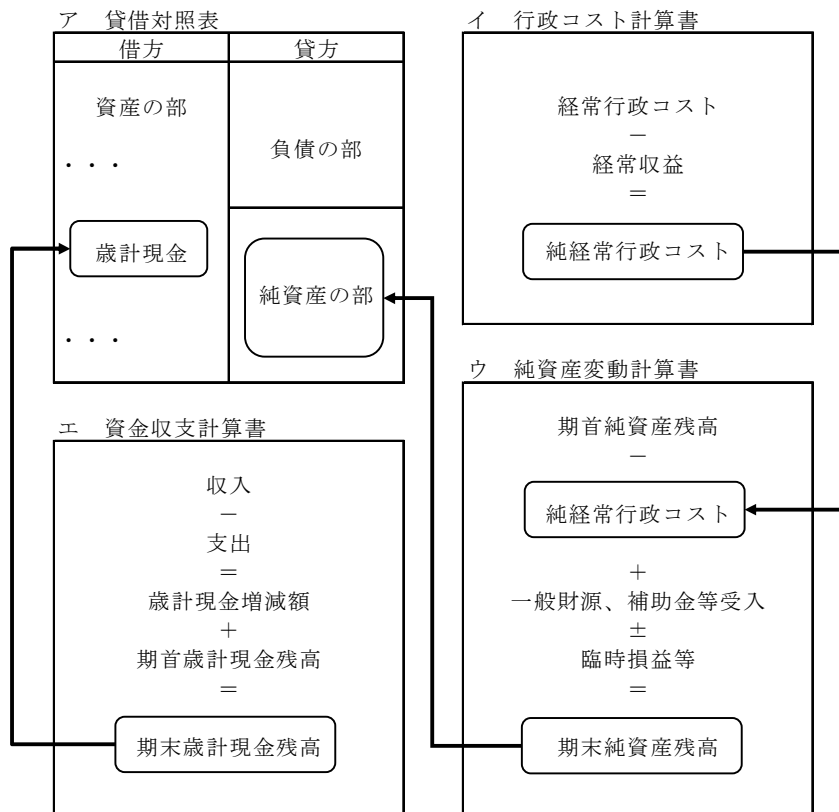 ア 貸借対照表
借方
貸方
資産の部
・・・
歳計現金
・・・
負債の部
純資産の部
イ 行政コスト計算書
経常行政コスト
－
経常収益
＝
純経常行政コスト
エ 資金収支計算書
収入
－
支出
＝
歳計現金増減額
＋
期首歳計現金残高
＝
期末歳計現金残高
ウ 純資産変動計算書
期首純資産残高
－
純経常行政コスト
＋
一般財源、補助金等受入
±
臨時損益等
＝
期末純資産残高